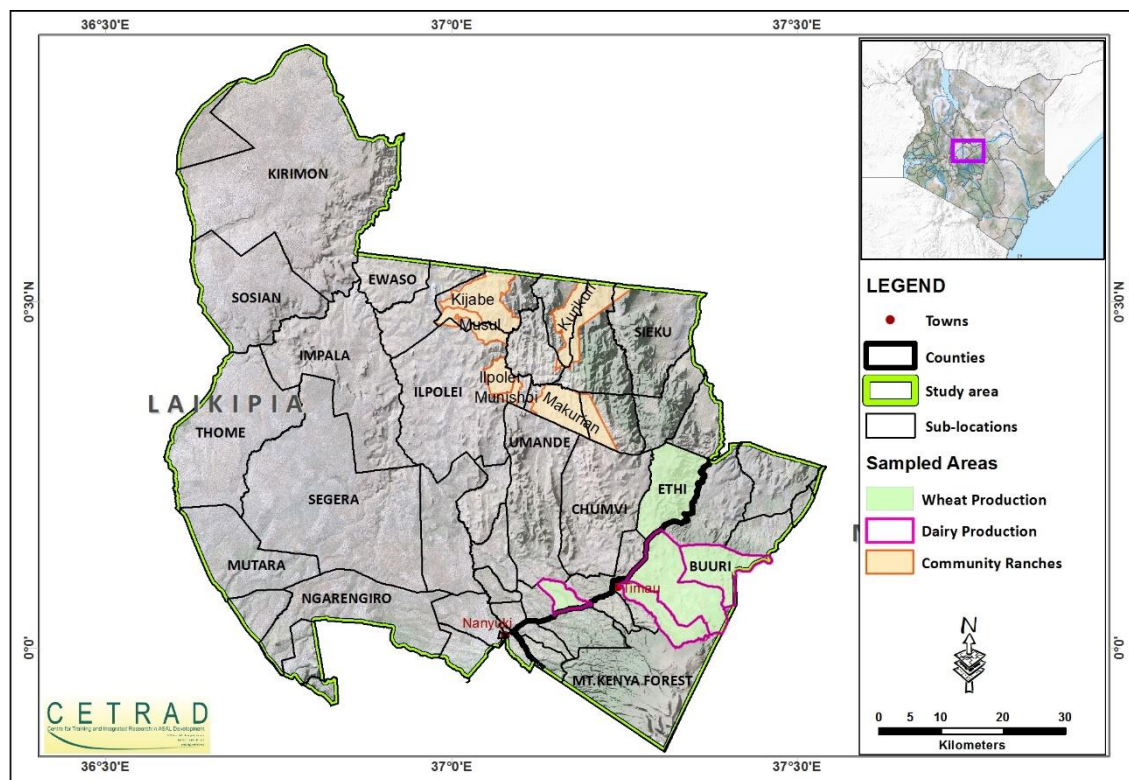 36°30'E 37°0'E 37°30'E
0°30'N
0°30'N
0°0'
0°0'
KIRIMON
EWASO
SOSIAN
Kijabe
Musul
Kurikuri
SIEKU
IMPALA
ILPOLEI
Ilpolei
Munishoi
Makurian
LAIKIPIA
THOME
UMANDE
ETHI
SEGERA
CHUMVI
BUURI
MUTARA
NGARENGIRO
Timau
Nanyuki
MT.KENYA FOREST
LEGEND
Towns
Counties
Study area
Sub-locations
Sampled Areas
Wheat Production
Dairy Production
Community Ranches
N
0 5 10 20 30
Kilometers
CETRAD
Centre for Training and Integrated Research in ASAL Development
36°30'E 37°0'E 37°30'E